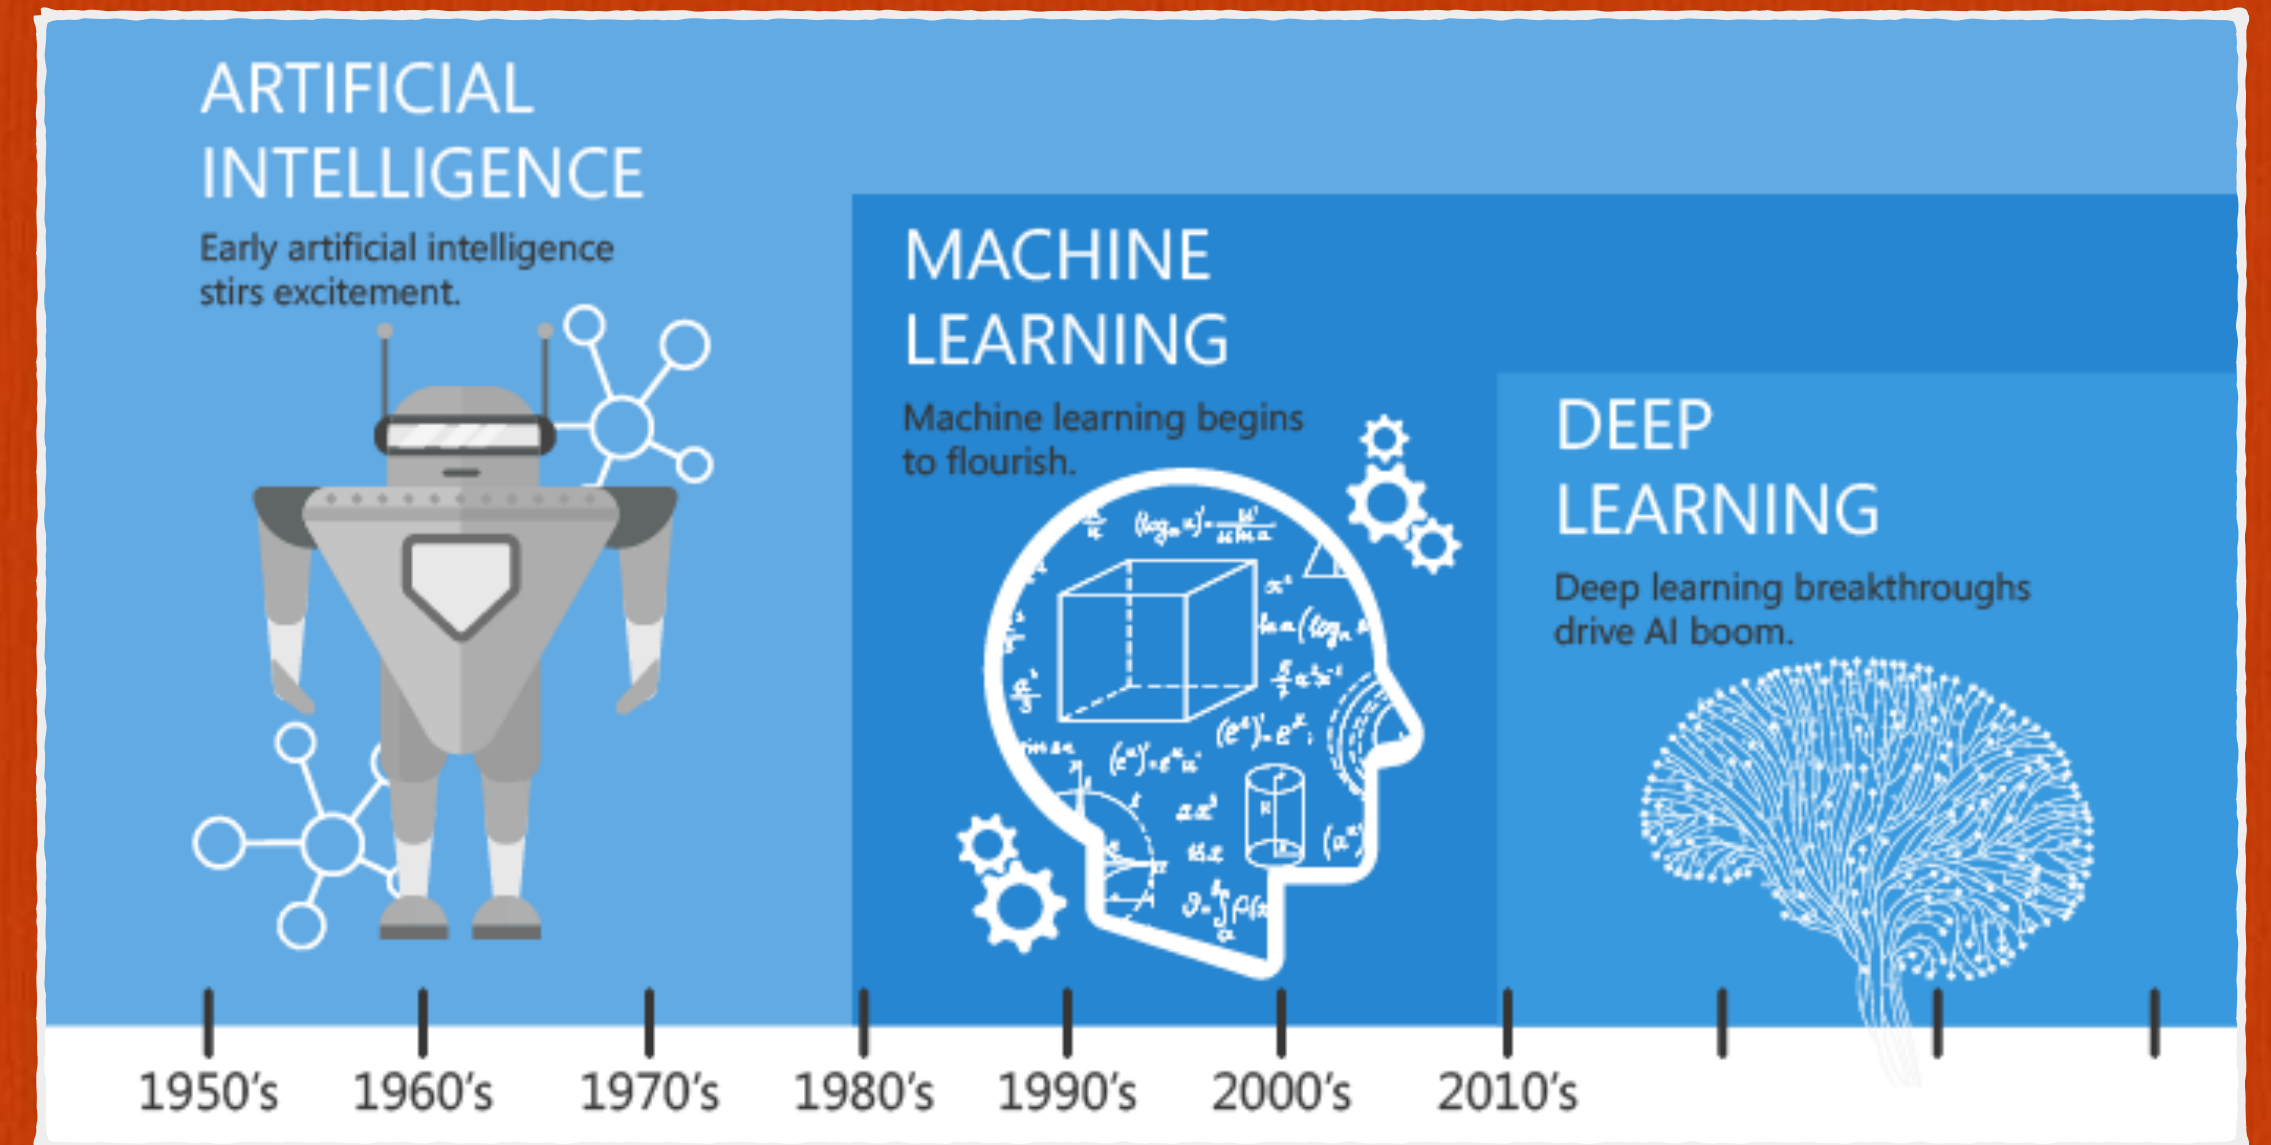 ARTIFICIAL
INTELLIGENCE
Early artificial intelligence
stirs excitement.
MACHINE
LEARNING
Machine learning begins
to flourish.
DEEP
LEARNING
Deep learning breakthroughs
drive AI boom.
1950's 1960's 1970's 1980's 1990's 2000's 2010's